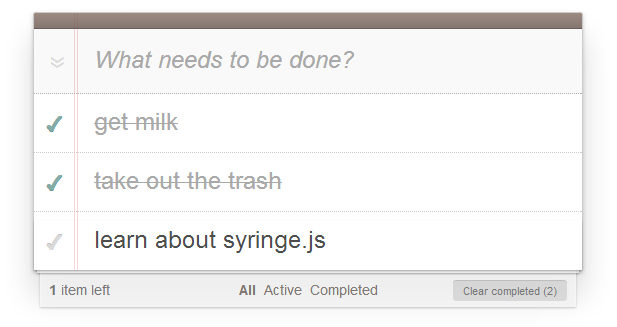 What needs to be done?
get milk
take out the trash
learn about syringe.js
1 item left All Active Completed Clear completed (2)